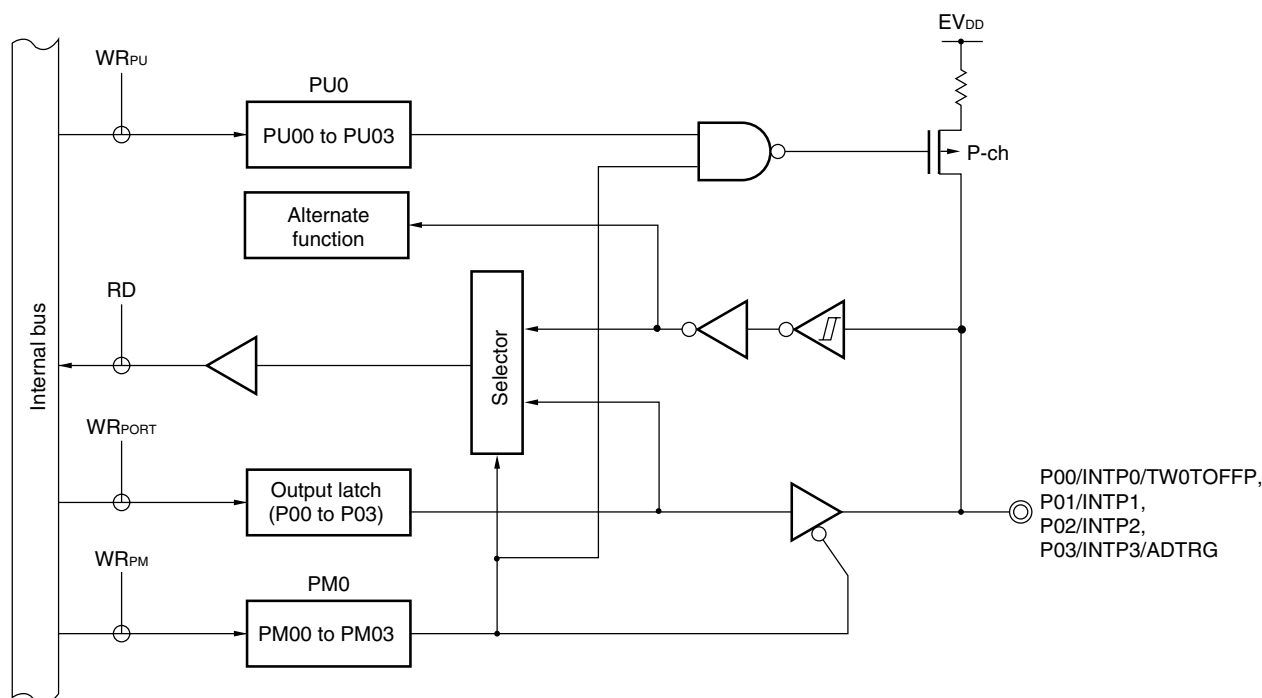 EVDD
WRPU
PU0
PU00 to PU03
P-ch
Alternate
function
RD
Internal bus
Selector
WRPORT
Output latch
(P00 to P03)
P00/INTP0/TW0TOFFP,
P01/INTP1,
P02/INTP2,
P03/INTP3/ADTRG
WRPM
PM0
PM00 to PM03